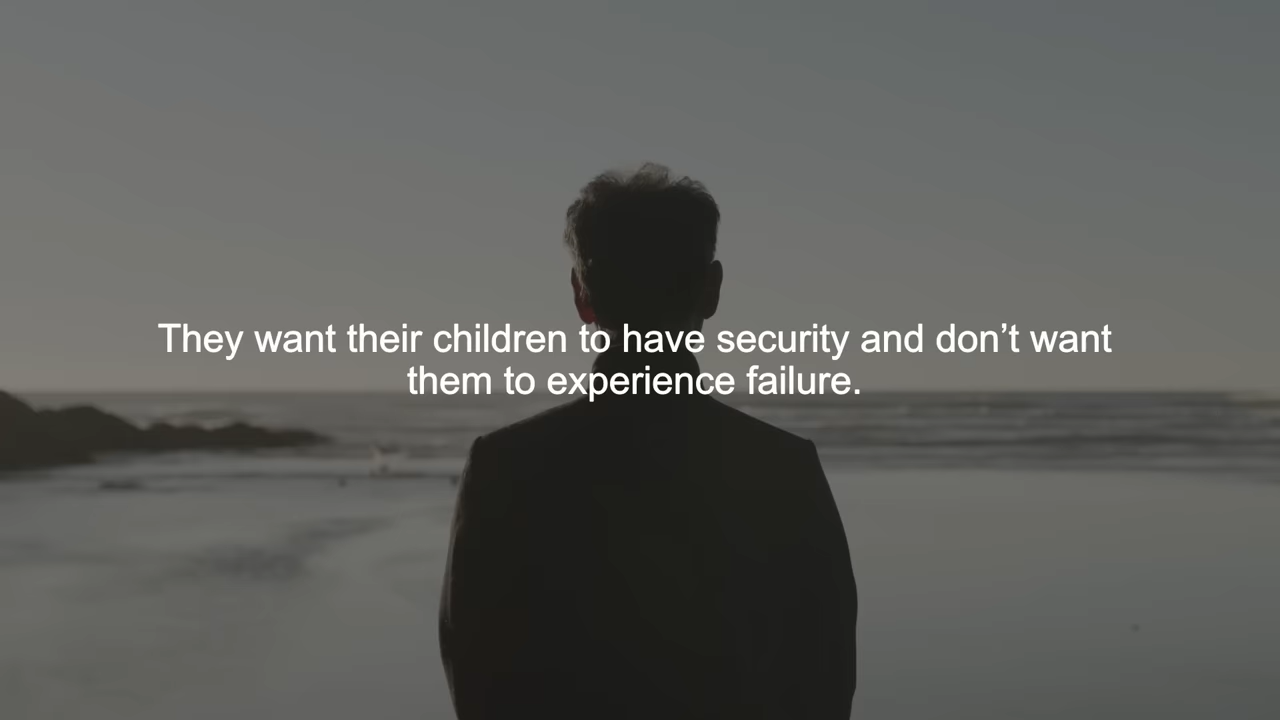 They want their children to have security and don’t want
them to experience failure.